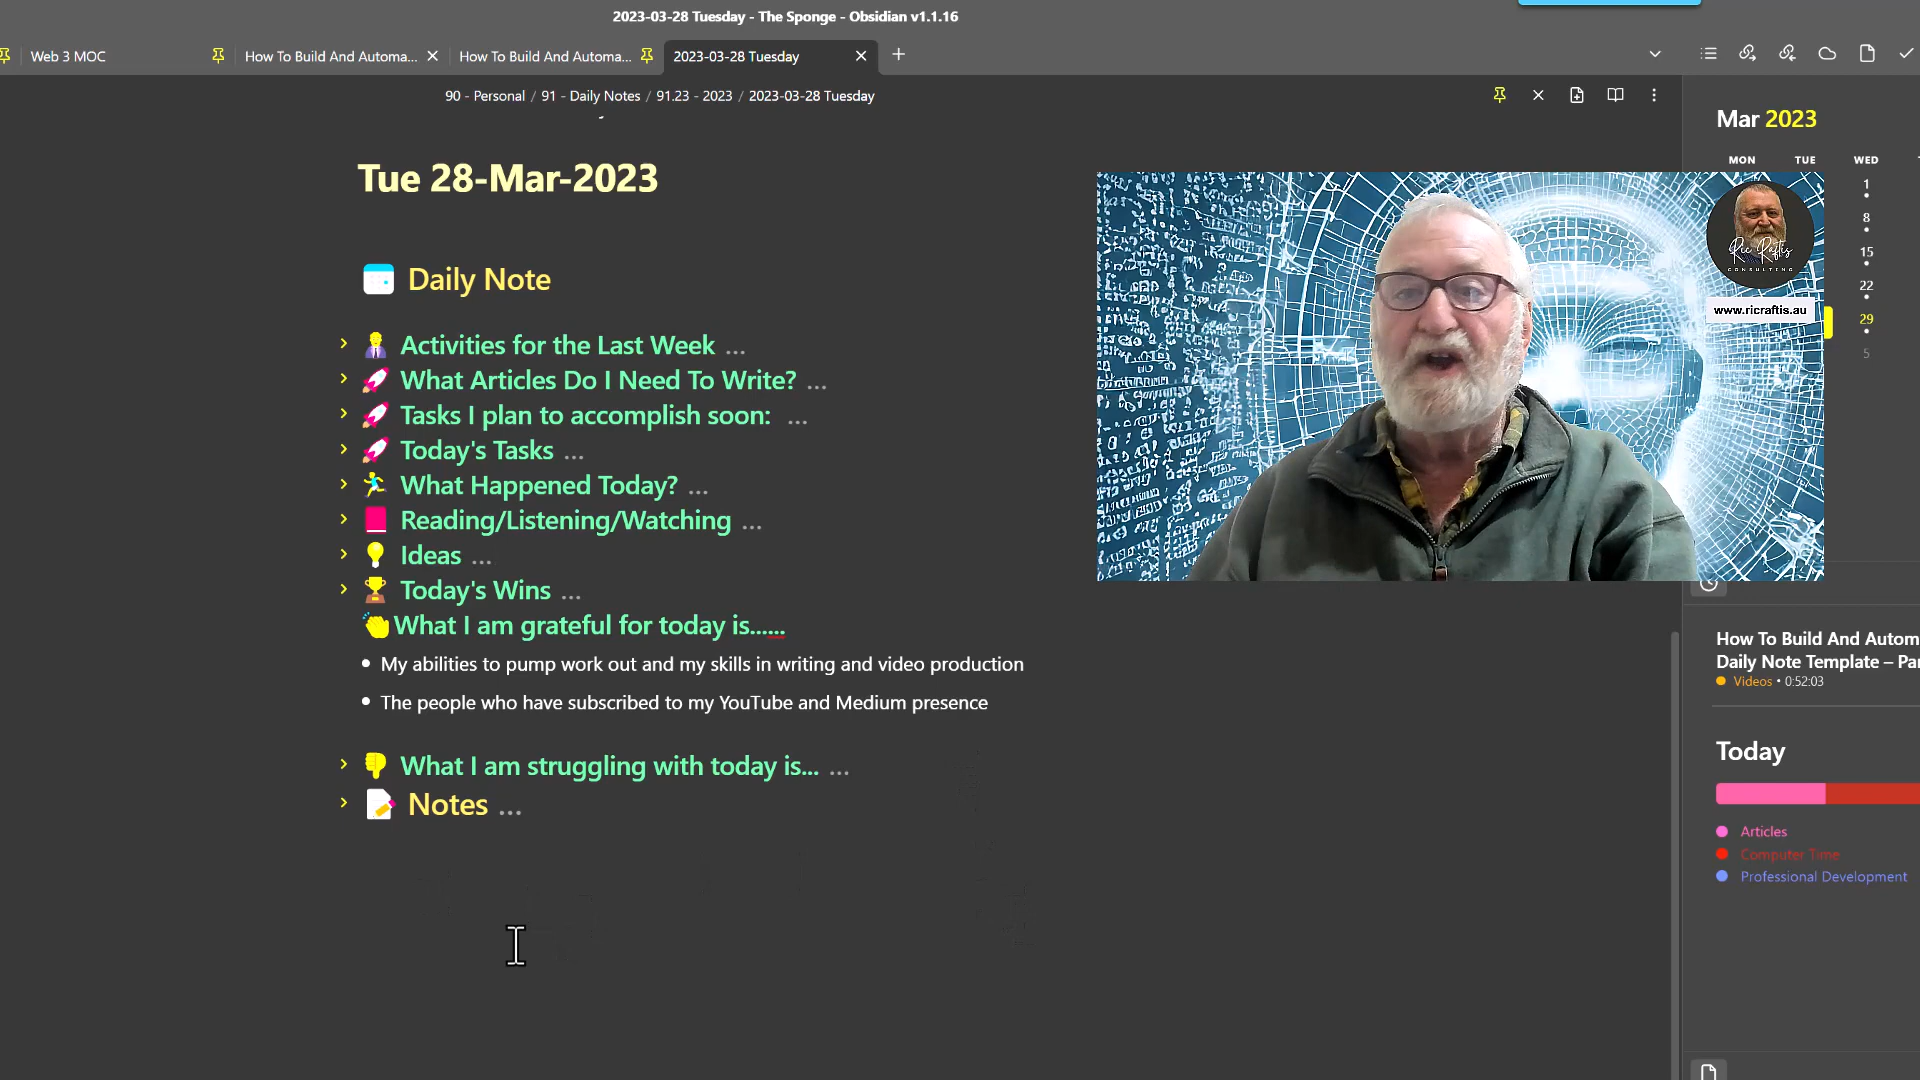 2023-03-28 Tuesday - The Sponge - Obsidian v1.1.16
Web 3 MOC
How To Build And Automa...
How To Build And Automa...
2023-03-28 Tuesday
90 - Personal / 91 - Daily Notes / 91.23 - 2023 / 2023-03-28 Tuesday
Tue 28-Mar-2023
Daily Note
Activities for the Last Week ...
What Articles Do I Need To Write? ...
Tasks I plan to accomplish soon: ...
Today's Tasks ...
What Happened Today? ...
Reading/Listening/Watching ...
Ideas ...
Today's Wins ...
What I am grateful for today is......
• My abilities to pump work out and my skills in writing and video production
• The people who have subscribed to my YouTube and Medium presence
What I am struggling with today is... ...
Notes ...
Ric Raftis
CONSULTING
www.ricraftis.au
Mar 2023
MON TUE WED
1
8
15
22
29
5
How To Build And Autom
Daily Note Template – Pa
Videos • 0:52:03
Today
Articles
Computer Time
Professional Development